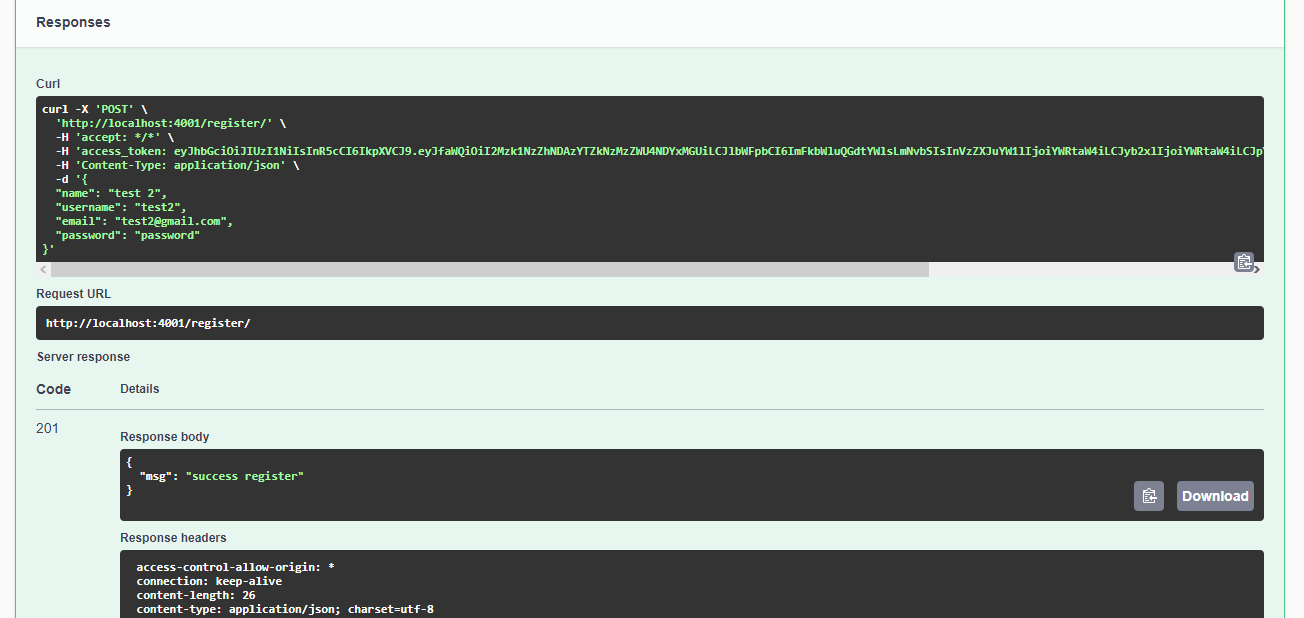 Responses
Curl
curl -X 'POST' \
'http://localhost:4001/register/' \
-H 'accept: */*' \
-H 'access_token: eyJhbGciOiJIUzI1NiIsInR5cCI6IkpXVCJ9.eyJfaWQiOiI2Mzk1NzZhNDAzYTZkNzMzZWU4NDYxMGUiLCJlbWFpbCI6ImFkbWluQGdtYWlsLmNvbSIsInVzZXJuYW1lIjoiYWRtaW4iLCJyb2xlIjoiYWRtaW4iLCJp
-H 'Content-Type: application/json' \
-d '{
"name": "test 2",
"username": "test2",
"email": "test2@gmail.com",
"password": "password"
}'
Request URL
http://localhost:4001/register/
Server response
Code Details
201
Response body
{
"msg": "success register"
}
Download
Response headers
access-control-allow-origin: *
connection: keep-alive
content-length: 26
content-type: application/json; charset=utf-8